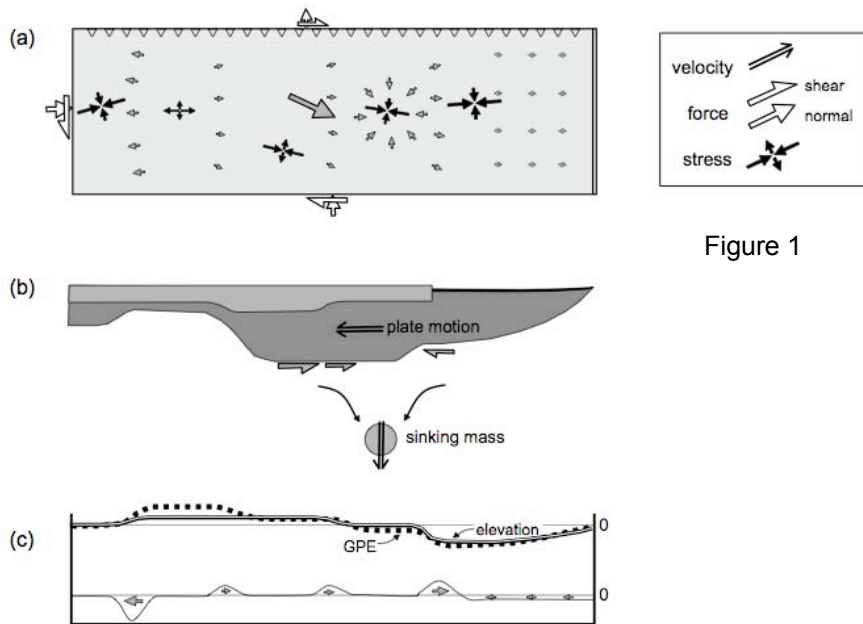 (a)
velocity
force
shear
normal
stress
Figure 1
(b)
plate motion
sinking mass
(c)
elevation
GPE
0
0